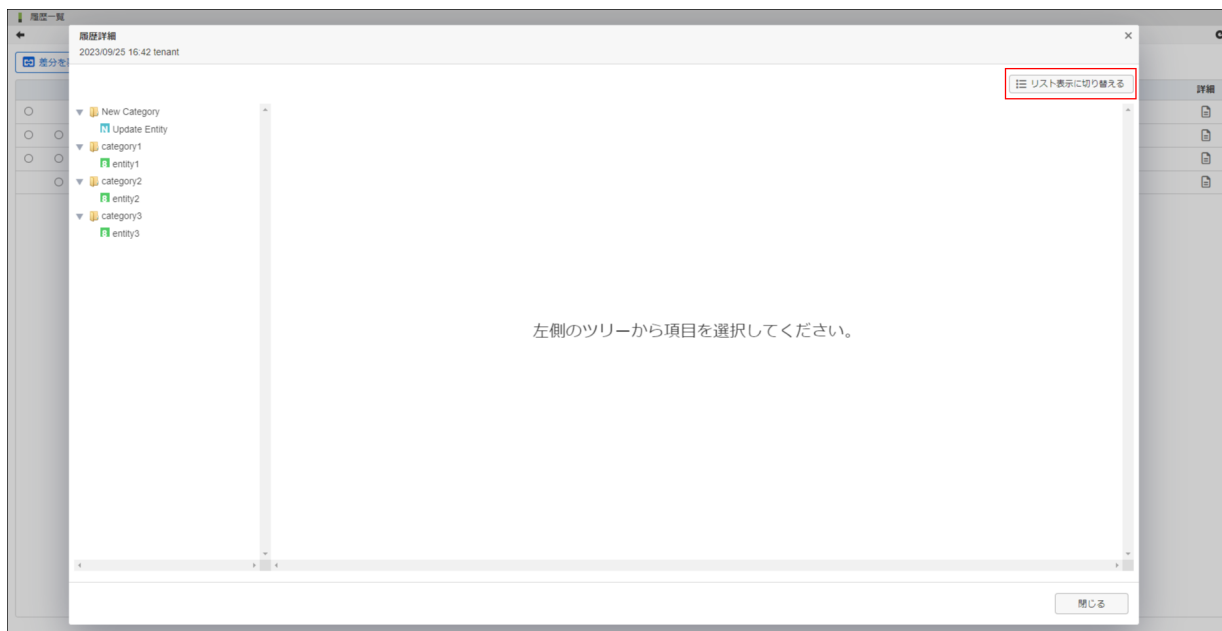 履歴一覧
履歴詳細
2023/09/25 16:42 tenant
差分を
リスト表示に切り替える
詳細
New Category
N Update Entity
category1
B entity1
category2
B entity2
category3
B entity3
左側のツリーから項目を選択してください。
閉じる